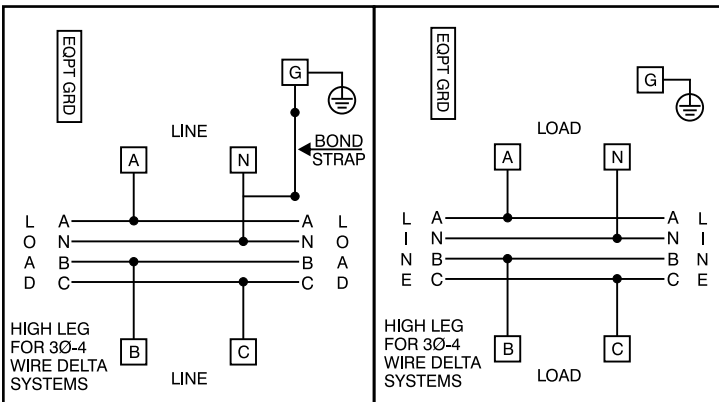 EQPT GRD
G
LINE
BOND
STRAP
A
N
L A A L
O N N O
A B B A
D C C D
HIGH LEG
FOR 3Ø-4
WIRE DELTA
SYSTEMS
B
C
LINE
EQPT GRD
G
LOAD
A
N
L A A L
I N N I
N B B N
E C C E
HIGH LEG
FOR 3Ø-4
WIRE DELTA
SYSTEMS
B
C
LOAD